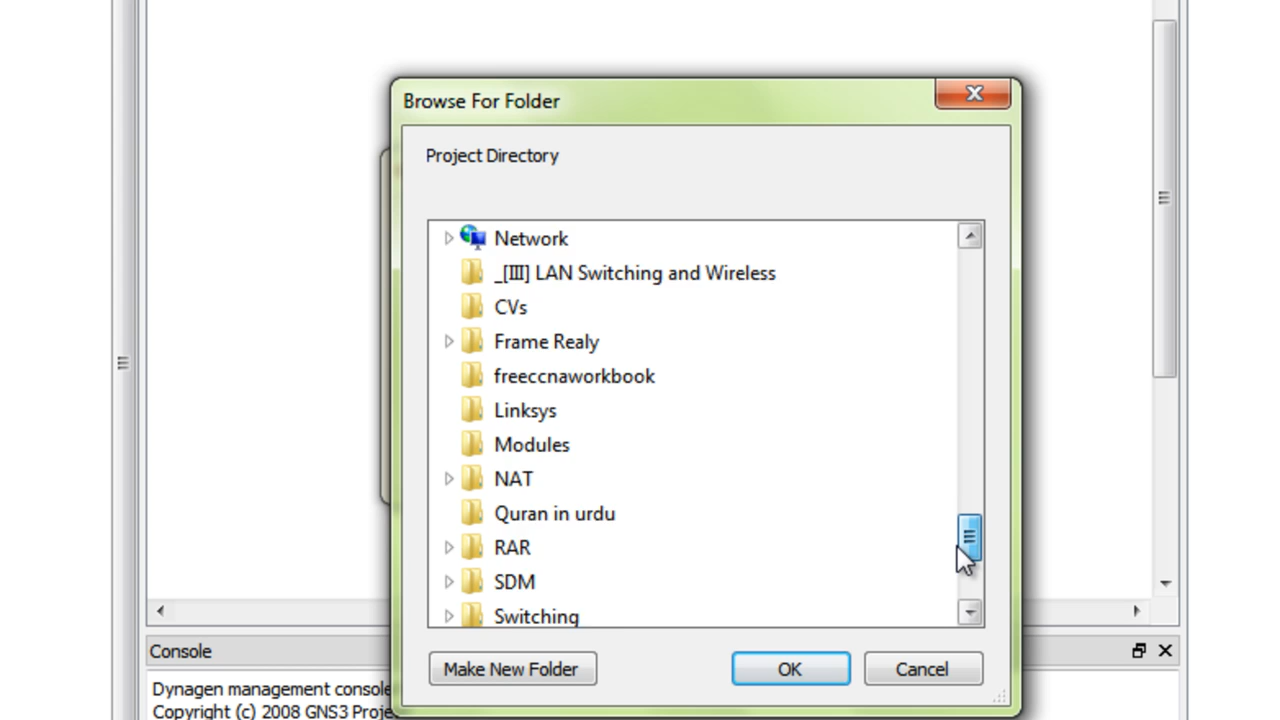 Browse For Folder
Project Directory
Network
_[III] LAN Switching and Wireless
CVs
Frame Realy
freeccnaworkbook
Linksys
Modules
NAT
Quran in urdu
RAR
SDM
Switching
Make New Folder
OK
Cancel
Console
Dynagen management console
Copyright (c) 2008 GNS3